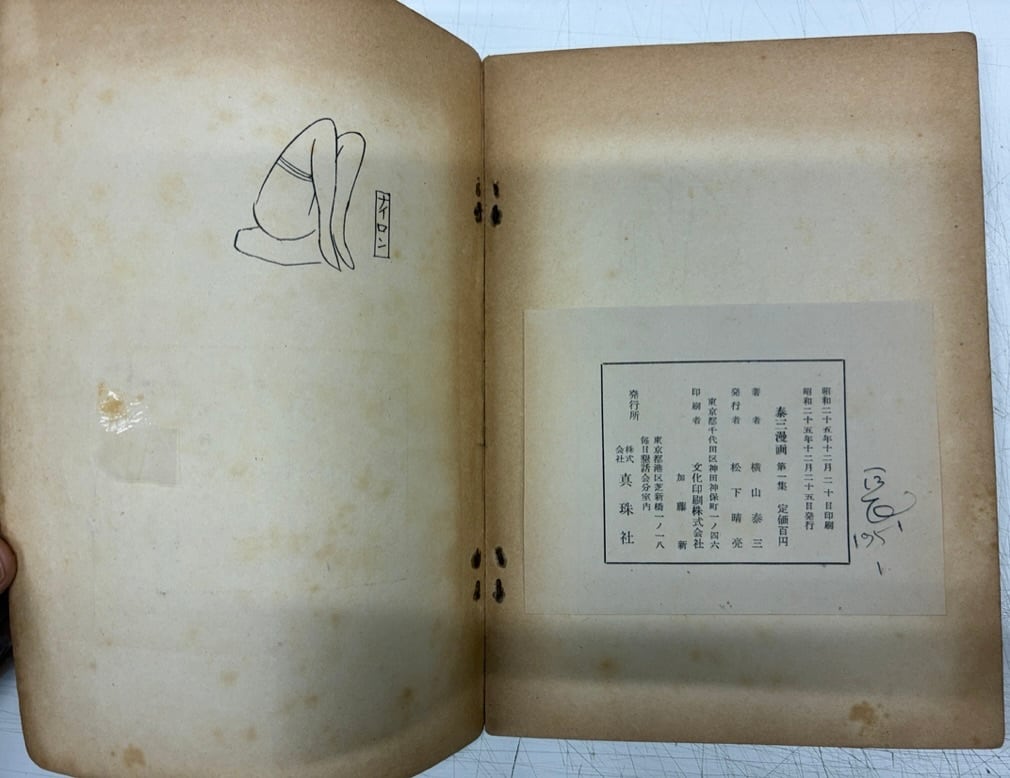 ナイロン
昭和二十五年十二月二十日印刷
昭和二十五年十二月二十五日発行
泰三漫画 第一集 定価百円
著者 横山泰三
発行者 松下晴亮
東京都千代田区神田神保町一ノ四六
印刷者 文化印刷株式会社
加藤新
東京都港区芝新橋一ノ一八
毎日懇話会分室内
発行所 株式会社 真珠社
1951
1